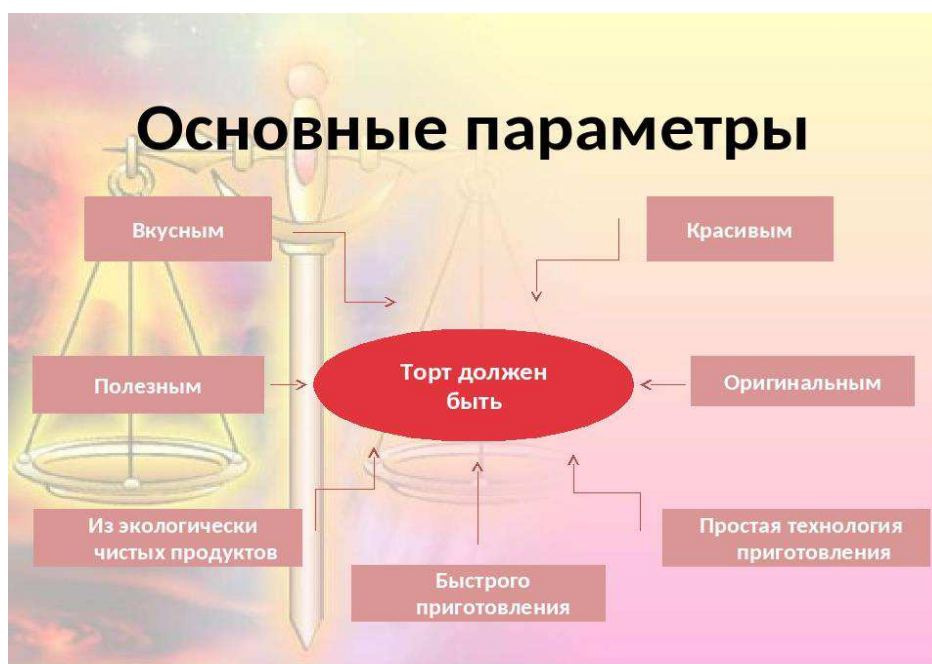 Основные параметры
Вкусным
Красивым
Торт должен
быть
Полезным
Оригинальным
Из экологически
чистых продуктов
Простая технология
приготовления
Быстрого
приготовления